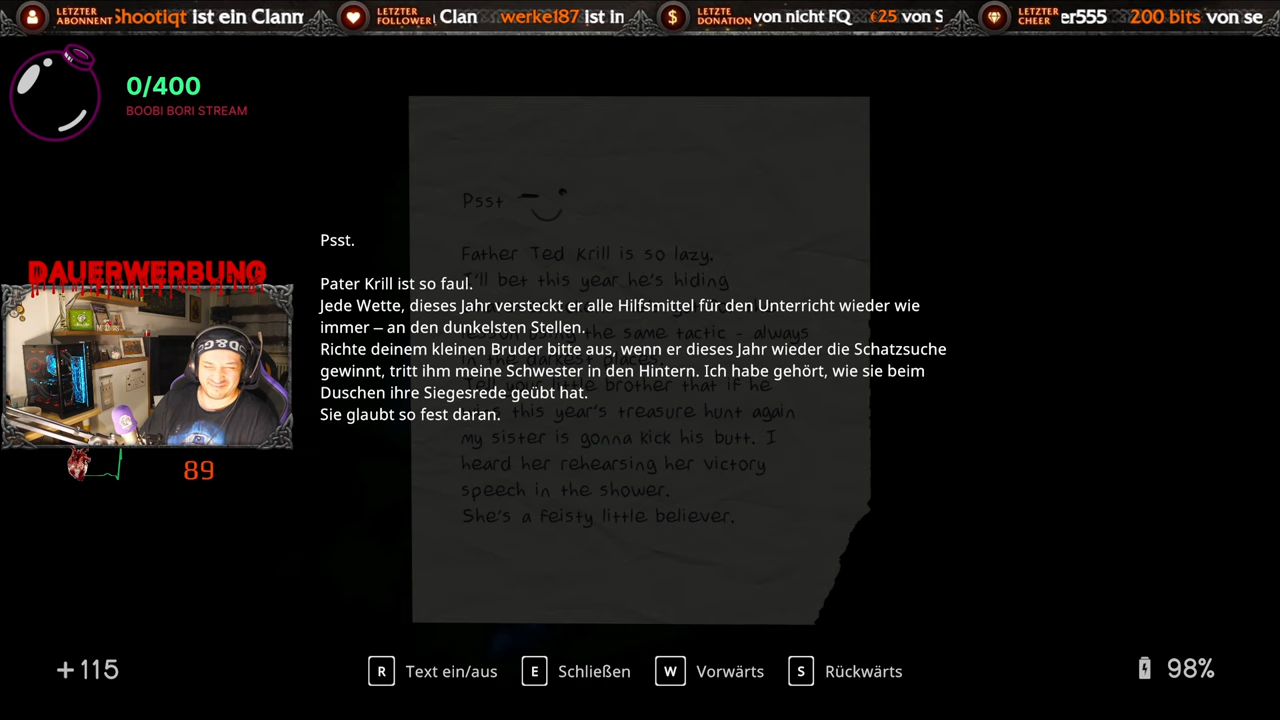 LETZTER ABONNENT Shootiqt ist ein Clanm
LETZTER FOLLOWER Clan werke187 ist in
LETZTE DONATION von nicht FQ €25 von S
LETZTER CHEER er555 200 bits von se
0/400
BOOBI BORI STREAM
Psst
Father Ted Krill is so lazy.
I'll bet this year he's hiding
the same tactic - always
in the darkest places.
Tell your little brother that if he
this year's treasure hunt again
my sister is gonna kick his butt. I
heard her rehearsing her victory
speech in the shower.
She's a feisty little believer.
Psst.
Pater Krill ist so faul.
Jede Wette, dieses Jahr versteckt er alle Hilfsmittel für den Unterricht wieder wie
immer – an den dunkelsten Stellen.
Richte deinem kleinen Bruder bitte aus, wenn er dieses Jahr wieder die Schatzsuche
gewinnt, tritt ihm meine Schwester in den Hintern. Ich habe gehört, wie sie beim
Duschen ihre Siegesrede geübt hat.
Sie glaubt so fest daran.
DAUERWERBUNG
89
+115
R Text ein/aus E Schließen W Vorwärts S Rückwärts
98%